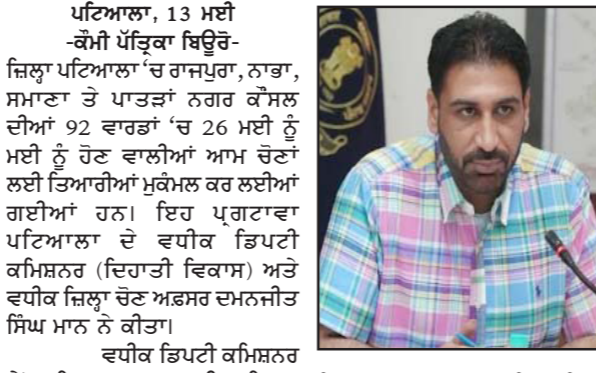 ਪਟਿਆਲਾ, 13 ਮਈ
-ਕੌਮੀ ਪੱਤ੍ਰਿਕਾ ਬਿਊਰੋ-
ਜ਼ਿਲ੍ਹਾ ਪਟਿਆਲਾ ‘ਚ ਰਾਜਪੁਰਾ, ਨਾਭਾ,
ਸਮਾਣਾ ਤੇ ਪਾਤੜਾਂ ਨਗਰ ਕੌਂਸਲ
ਦੀਆਂ 92 ਵਾਰਡਾਂ ‘ਚ 26 ਮਈ ਨੂੰ
ਮਈ ਨੂੰ ਹੋਣ ਵਾਲੀਆਂ ਆਮ ਚੋਣਾਂ
ਲਈ ਤਿਆਰੀਆਂ ਮੁਕੰਮਲ ਕਰ ਲਈਆਂ
ਗਈਆਂ ਹਨ। ਇਹ ਪ੍ਰਗਟਾਵਾ
ਪਟਿਆਲਾ ਦੇ ਵਧੀਕ ਡਿਪਟੀ
ਕਮਿਸ਼ਨਰ (ਦਿਹਾਤੀ ਵਿਕਾਸ) ਅਤੇ
ਵਧੀਕ ਜ਼ਿਲ੍ਹਾ ਚੋਣ ਅਫ਼ਸਰ ਦਮਨਜੀਤ
ਸਿੰਘ ਮਾਨ ਨੇ ਕੀਤਾ।
ਵਧੀਕ ਡਿਪਟੀ ਕਮਿਸ਼ਨਰ